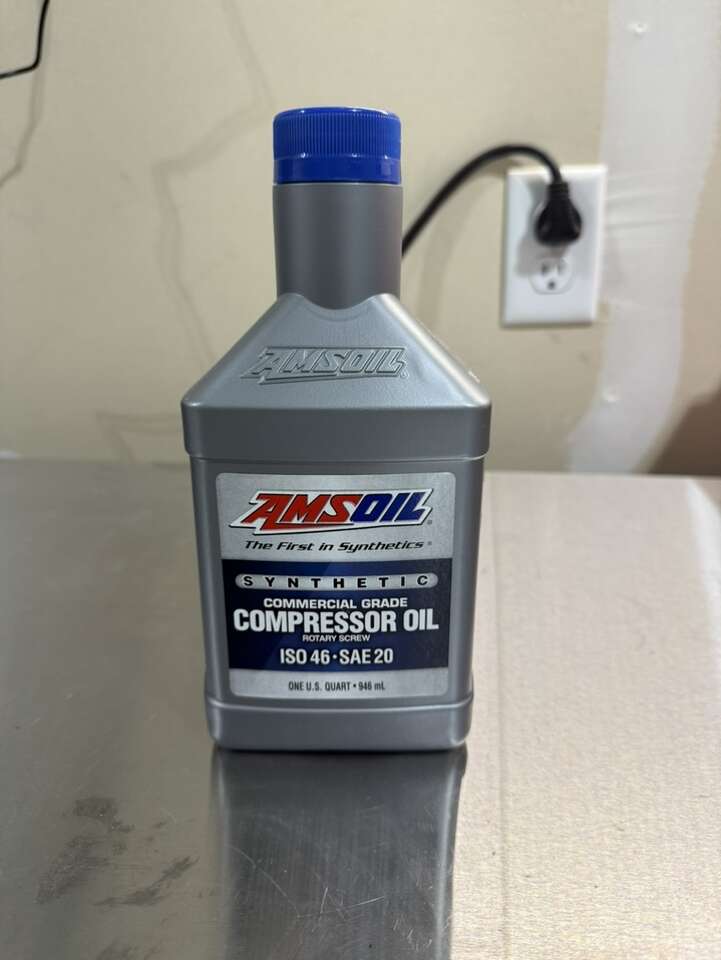 AMSOIL
AMSOIL
The First in Synthetics®
SYNTHETIC
COMMERCIAL GRADE
COMPRESSOR OIL
ROTARY SCREW
ISO 46 • SAE 20
ONE U.S. QUART • 946 mL